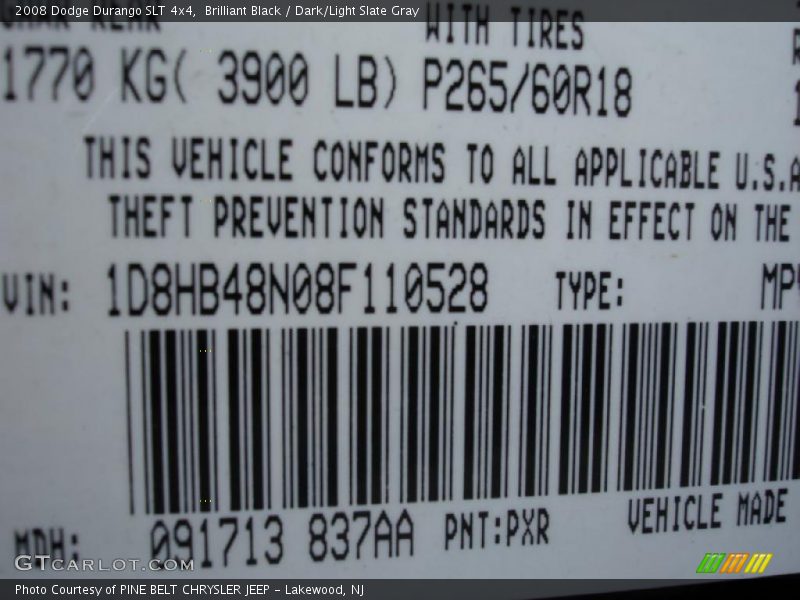 2008 Dodge Durango SLT 4x4, Brilliant Black / Dark/Light Slate Gray
WITH TIRES
1770 KG( 3900 LB) P265/60R18
THIS VEHICLE CONFORMS TO ALL APPLICABLE U.S.A
THEFT PREVENTION STANDARDS IN EFFECT ON THE
VIN: 1D8HB48N08F110528 TYPE: MP
MDH: 091713 837AA PNT:PXR VEHICLE MADE
GTCARLOT.COM
Photo Courtesy of PINE BELT CHRYSLER JEEP - Lakewood, NJ